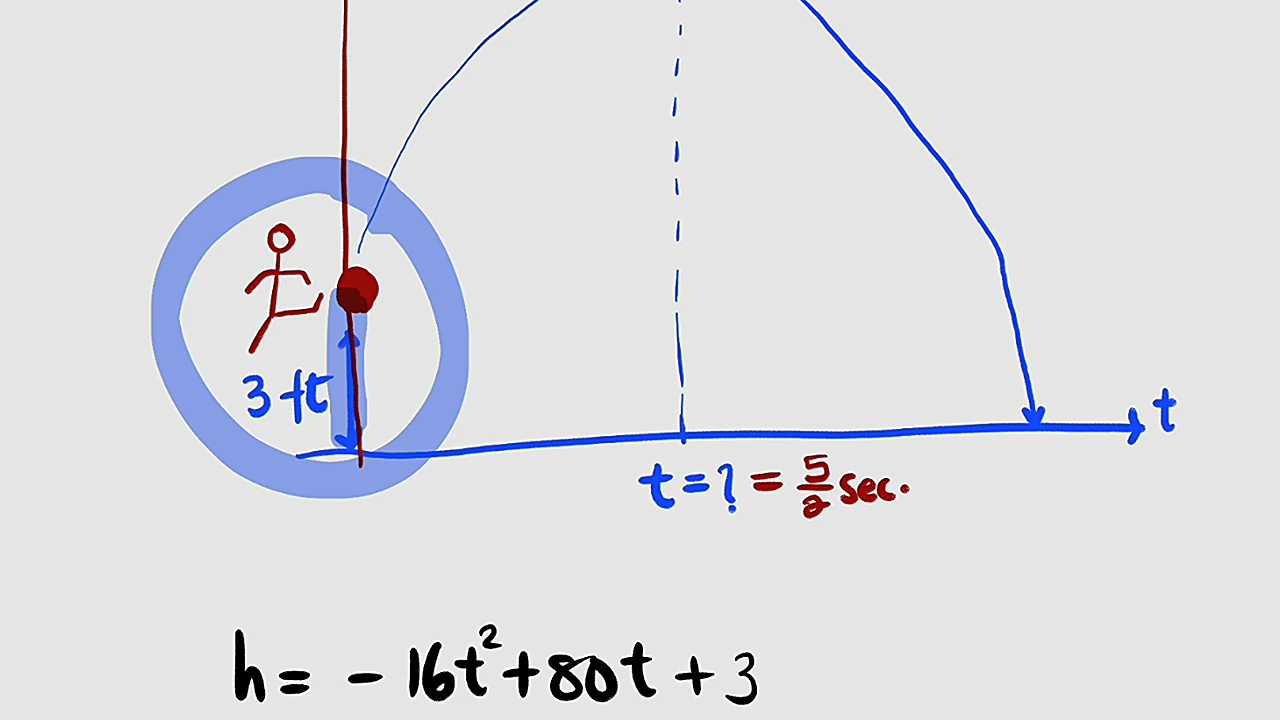 3 ft
t
t = ? = 5/2 sec.
h = - 16t² + 80t + 3